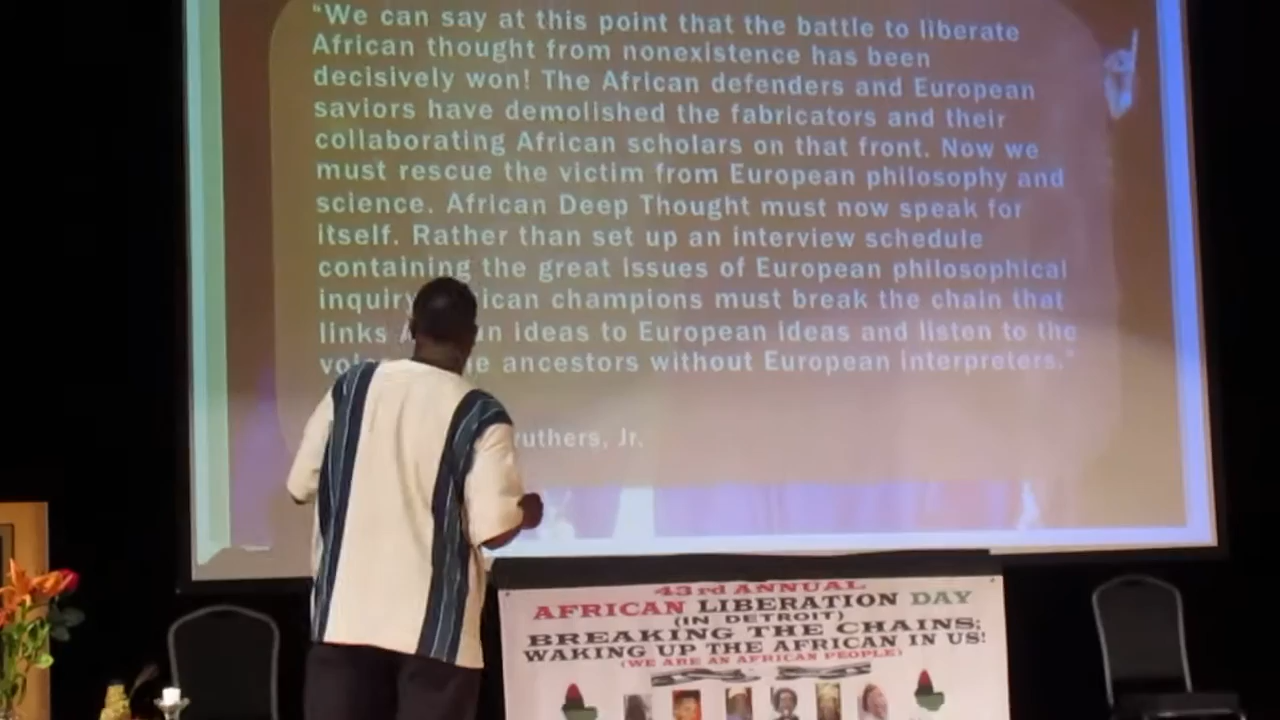 "We can say at this point that the battle to liberate
African thought from nonexistence has been
decisively won! The African defenders and European
saviors have demolished the fabricators and their
collaborating African scholars on that front. Now we
must rescue the victim from European philosophy and
science. African Deep Thought must now speak for
itself. Rather than set up an interview schedule
containing the great issues of European philosophical
inquiry ican champions must break the chain that
links A n ideas to European ideas and listen to the
voi e ancestors without European interpreters."
ruthers, Jr.
43rd ANNUAL
AFRICAN LIBERATION DAY
(IN DETROIT)
BREAKING THE CHAINS;
WAKING UP THE AFRICAN IN US!
(WE ARE AN AFRICAN PEOPLE)